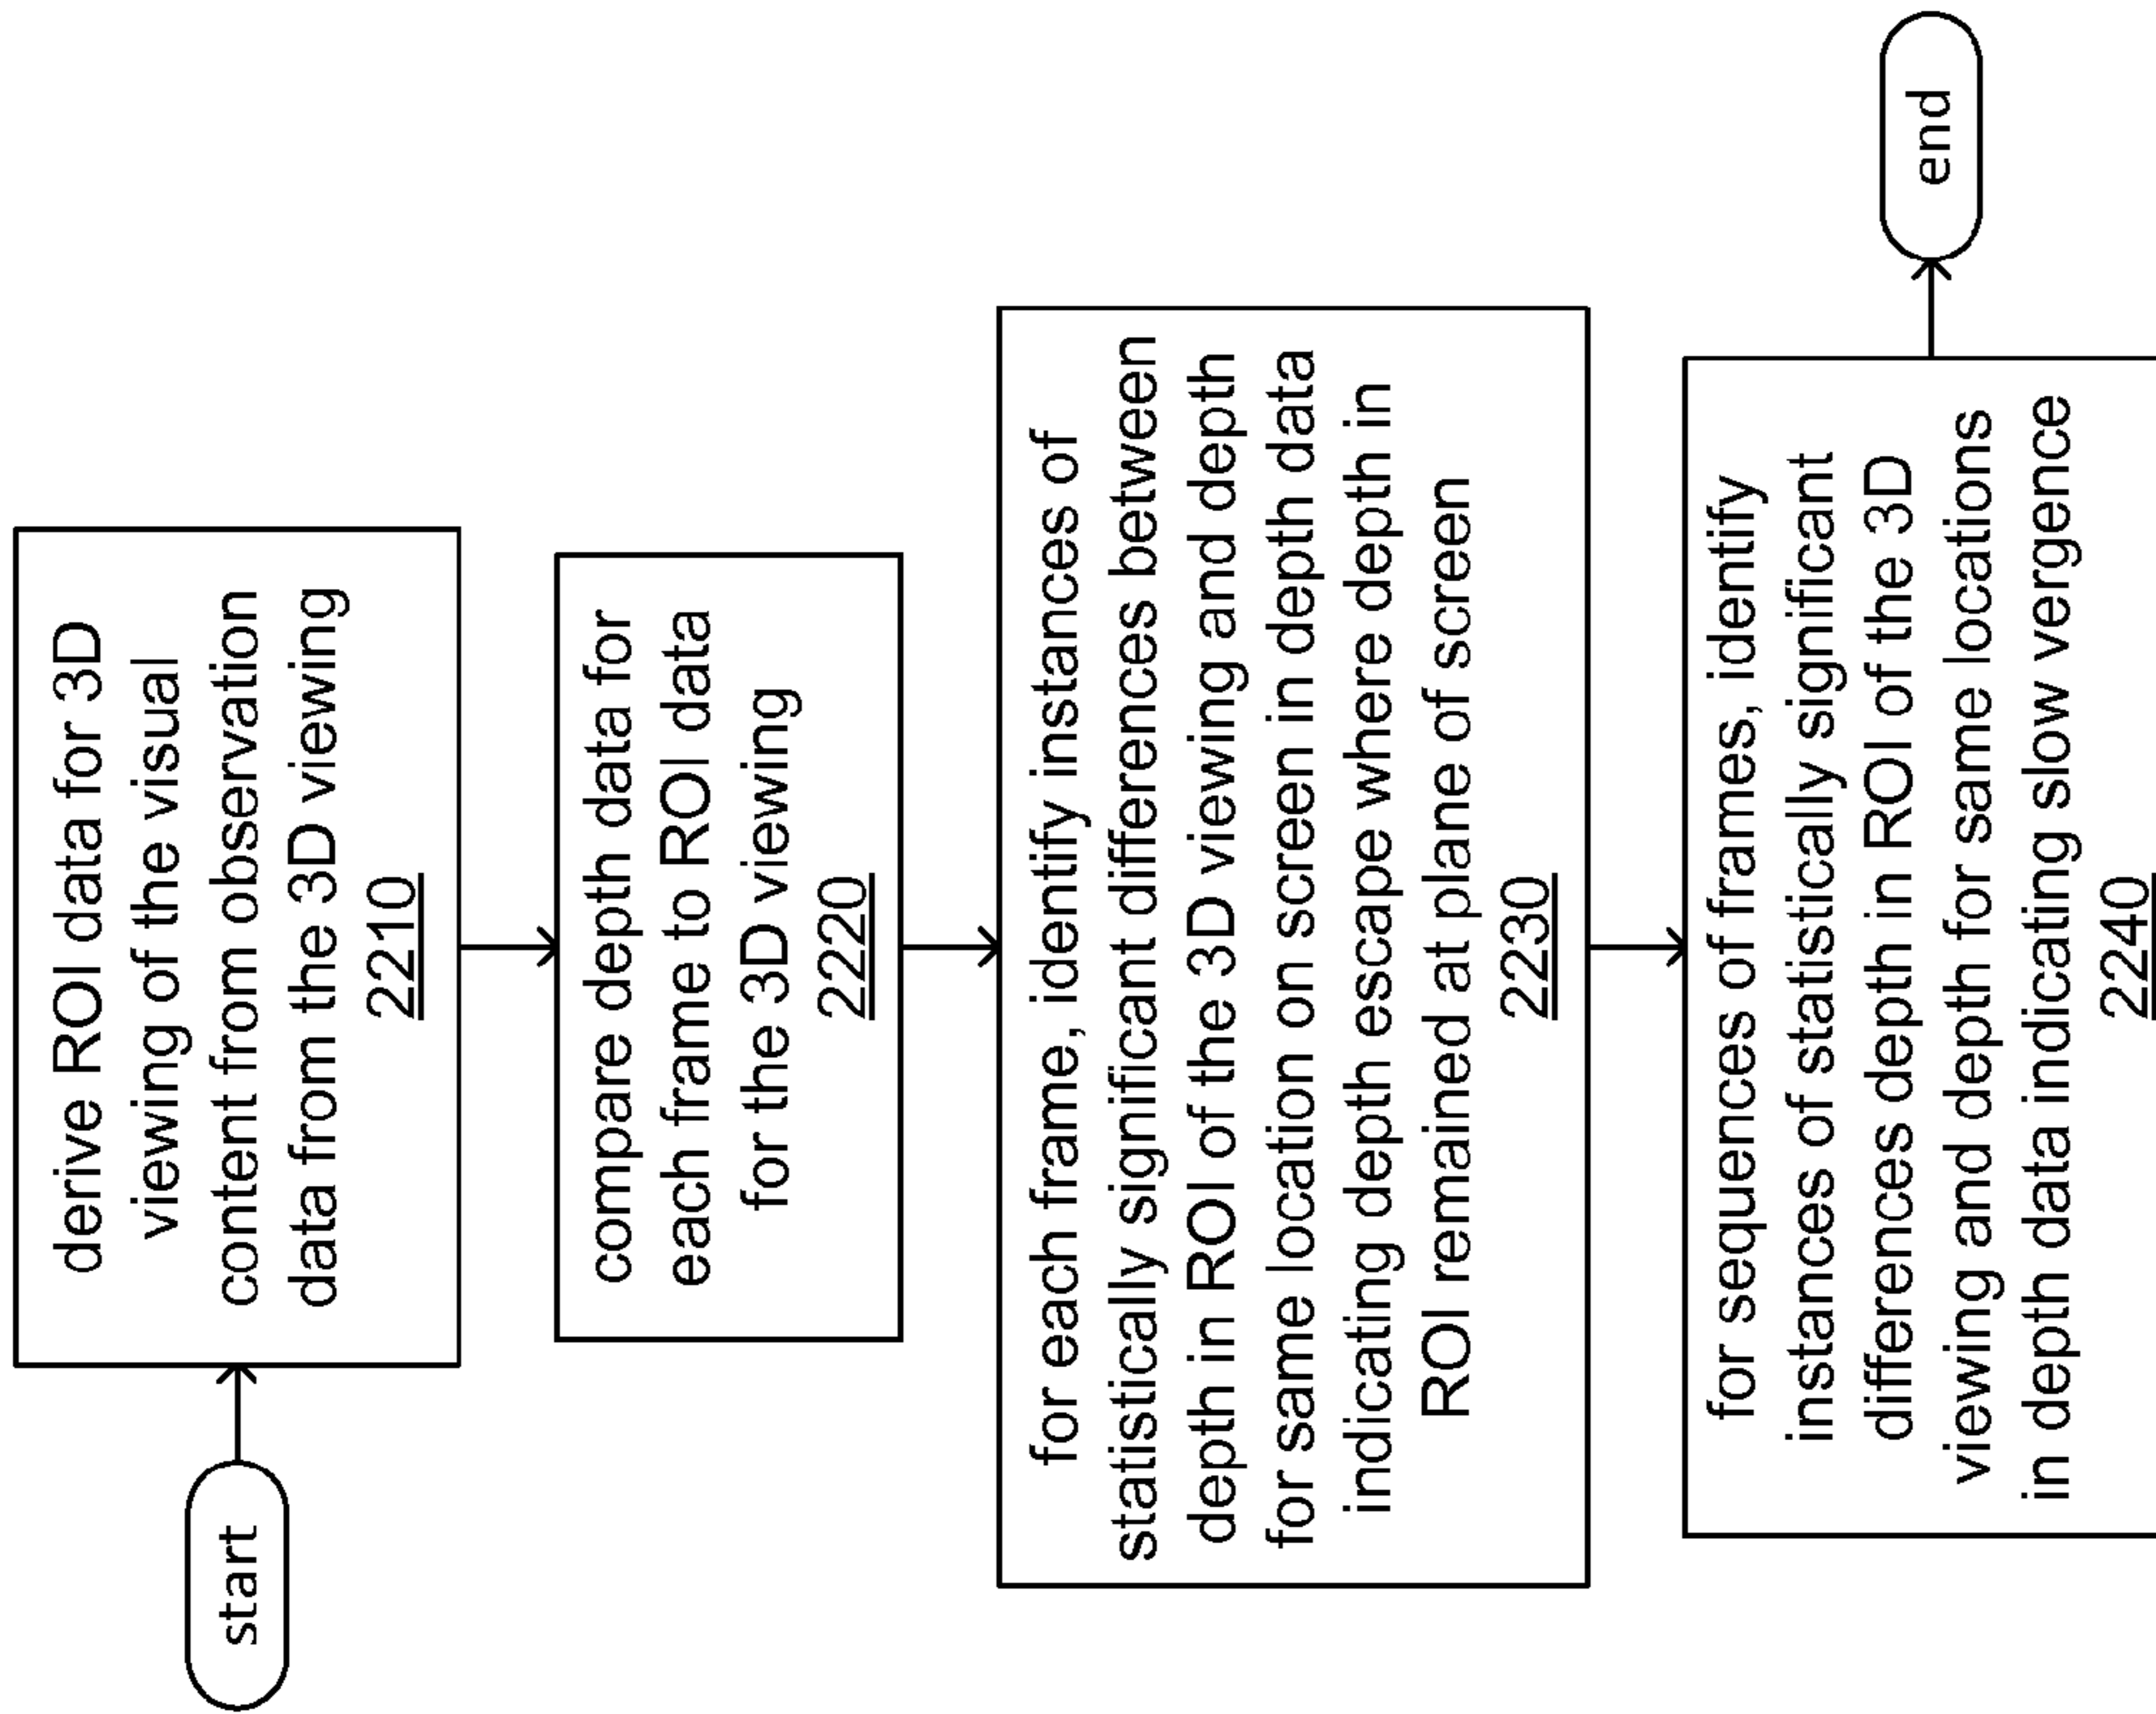 start
derive ROI data for 3D
viewing of the visual
content from observation
data from the 3D viewing
2210
compare depth data for
each frame to ROI data
for the 3D viewing
2220
for each frame, identify instances of
statistically significant differences between
depth in ROI of the 3D viewing and depth
for same location on screen in depth data
indicating depth escape where depth in
ROI remained at plane of screen
2230
for sequences of frames, identify
instances of statistically significant
differences depth in ROI of the 3D
viewing and depth for same locations
in depth data indicating slow vergence
2240
end